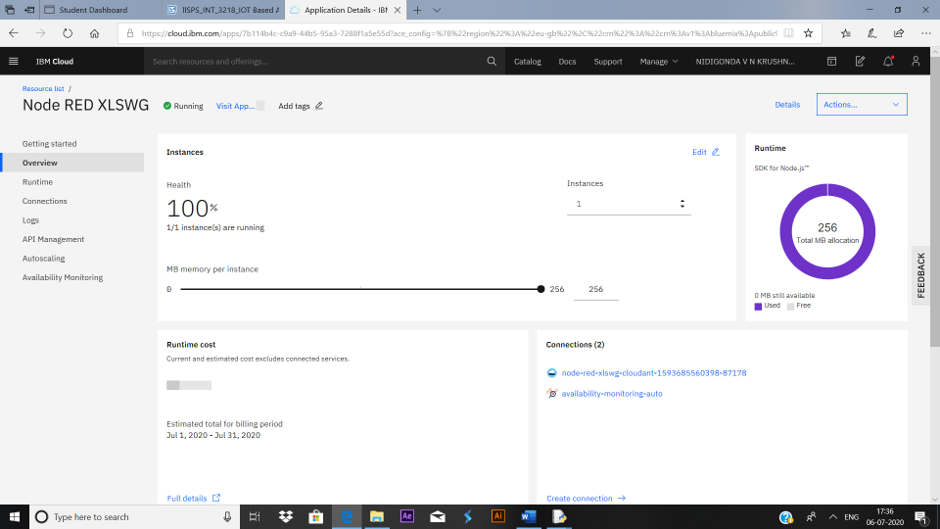 Student Dashboard
IISPS_INT_3218_IOT Based A
Application Details - IBM
https://cloud.ibm.com/apps/7b114b4c-c9a9-44b5-95a3-7288f1a5e55d?ace_config=%7B%22region%22%3A%22eu-gb%22%2C%22crn%22%3A%22crn%3Av1%3Abluemix%3Apublic%
IBM Cloud
Search resources and offerings...
Catalog
Docs
Support
Manage
NIDIGONDA V N KRUSHN...
Resource list /
Node RED XLSWG
Running
Visit App...
Add tags
Details
Actions...
Getting started
Overview
Runtime
Connections
Logs
API Management
Autoscaling
Availability Monitoring
Instances
Edit
Health
100%
1/1 instance(s) are running
Instances
1
MB memory per instance
0
256
256
Runtime
SDK for Node.js™
256
Total MB allocation
0 MB still available
Used
Free
FEEDBACK
Runtime cost
Current and estimated cost excludes connected services.
Estimated total for billing period
Jul 1, 2020 - Jul 31, 2020
Full details
Connections (2)
node-red-xlswg-cloudant-1593685560398-87178
availability-monitoring-auto
Create connection
Type here to search
Ae
Ai
ENG
17:36
06-07-2020
1